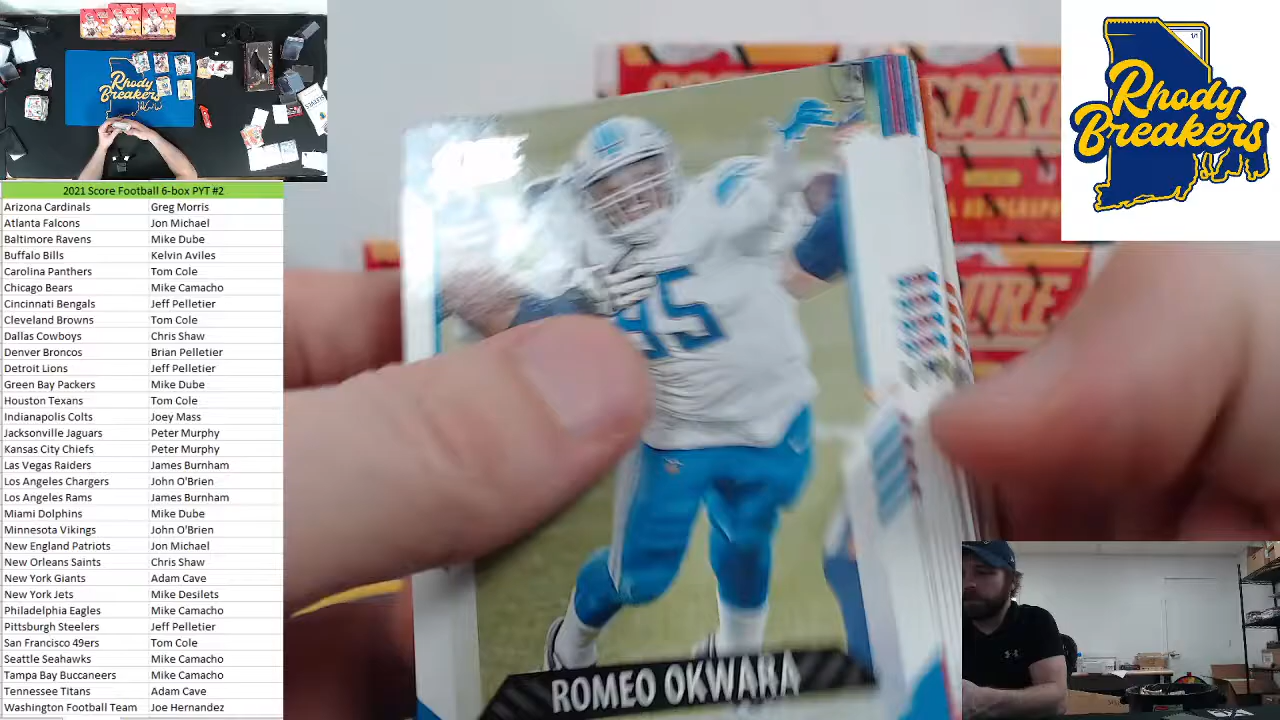 2021 Score Football 6-box PYT #2
Arizona Cardinals Greg Morris
Atlanta Falcons Jon Michael
Baltimore Ravens Mike Dube
Buffalo Bills Kelvin Aviles
Carolina Panthers Tom Cole
Chicago Bears Mike Camacho
Cincinnati Bengals Jeff Pelletier
Cleveland Browns Tom Cole
Dallas Cowboys Chris Shaw
Denver Broncos Brian Pelletier
Detroit Lions Jeff Pelletier
Green Bay Packers Mike Dube
Houston Texans Tom Cole
Indianapolis Colts Joey Mass
Jacksonville Jaguars Peter Murphy
Kansas City Chiefs Peter Murphy
Las Vegas Raiders James Burnham
Los Angeles Chargers John O'Brien
Los Angeles Rams James Burnham
Miami Dolphins Mike Dube
Minnesota Vikings John O'Brien
New England Patriots Jon Michael
New Orleans Saints Chris Shaw
New York Giants Adam Cave
New York Jets Mike Desilets
Philadelphia Eagles Mike Camacho
Pittsburgh Steelers Jeff Pelletier
San Francisco 49ers Tom Cole
Seattle Seahawks Mike Camacho
Tampa Bay Buccaneers Mike Camacho
Tennessee Titans Adam Cave
Washington Football Team Joe Hernandez
Rhody
Breakers
95
ROMEO OKWARA
SCORE
Rhody
Breakers